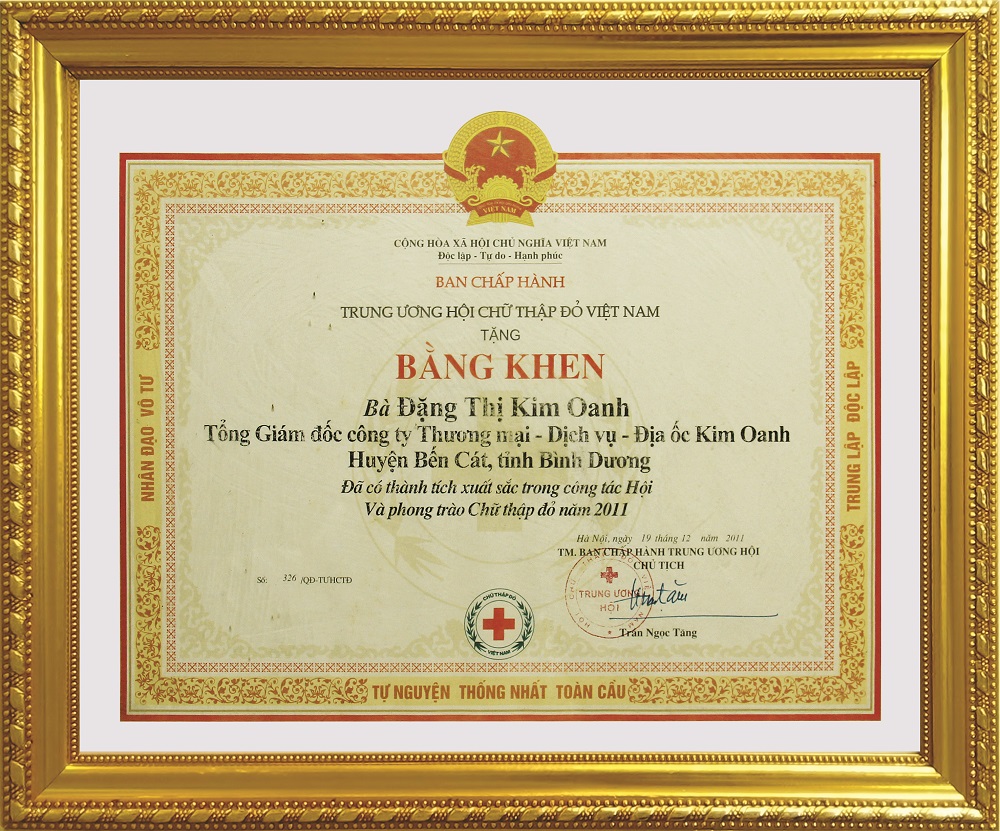 VIỆT NAM
CỘNG HÒA XÃ HỘI CHỦ NGHĨA VIỆT NAM
Độc lập - Tự do - Hạnh phúc
BAN CHẤP HÀNH
TRUNG ƯƠNG HỘI CHỮ THẬP ĐỎ VIỆT NAM
TẶNG
BẰNG KHEN
Bà Đặng Thị Kim Oanh
Tổng Giám đốc công ty Thương mại - Dịch vụ - Địa ốc Kim Oanh
Huyện Bến Cát, tỉnh Bình Dương
Đã có thành tích xuất sắc trong công tác Hội
Và phong trào Chữ thập đỏ năm 2011
Hà Nội, ngày 19 tháng 12 năm 2011
TM. BAN CHẤP HÀNH TRUNG ƯƠNG HỘI
CHỦ TỊCH
TRUNG ƯƠNG
HỘI
Trần Ngọc Tăng
Số: 326 /QĐ-TƯHCTĐ
CHỮ THẬP ĐỎ
VIỆT NAM
NHÂN ĐẠO VÔ TƯ
TRUNG LẬP ĐỘC LẬP
TỰ NGUYỆN THỐNG NHẤT TOÀN CẦU